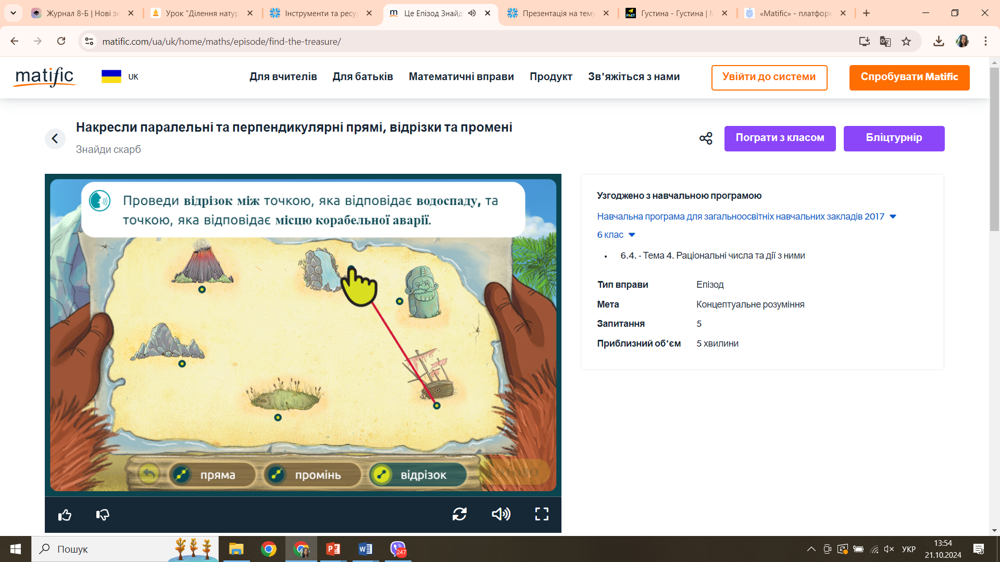 Журнал 8-Б | Нові зн
Урок "Ділення натур
Інструменти та ресур
m Це Епізод Знайд
Презентація на тему
PhET Густина - Густина | М
«Matific» - платформ
matific.com/ua/uk/home/maths/episode/find-the-treasure/
matific
UK
Для вчителів
Для батьків
Математичні вправи
Продукт
Зв'яжіться з нами
Увійти до системи
Спробувати Matific
Накресли паралельні та перпендикулярні прямі, відрізки та промені
Знайди скарб
Пограти з класом
Бліцтурнір
Проведи відрізок між точкою, яка відповідає водоспаду, та
точкою, яка відповідає місцю корабельної аварії.
пряма
промінь
відрізок
Узгоджено з навчальною програмою
Навчальна програма для загальноосвітніх навчальних закладів 2017
6 клас
• 6.4. - Тема 4. Раціональні числа та дії з ними
Тип вправи Епізод
Мета Концептуальне розуміння
Запитання 5
Приблизний об'єм 5 хвилини
Пошук
247
УКР
13:54
21.10.2024